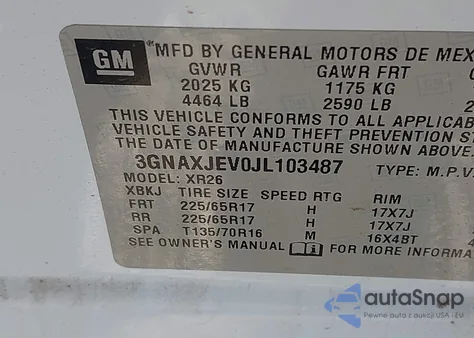 GM
MFD BY GENERAL MOTORS DE MEX
GVWR GAWR FRT
2025 KG 1175 KG
4464 LB 2590 LB
THIS VEHICLE CONFORMS TO ALL APPLICAB
VEHICLE SAFETY AND THEFT PREVENTION S
THE DATE OF MANUFACTURE SHOWN ABOVE.
3GNAXJEV0JL103487 TYPE: M.P.V
MODEL: XR26
XBKJ TIRE SIZE SPEED RTG RIM
FRT 225/65R17 H 17X7J
RR 225/65R17 H 17X7J
SPA T135/70R16 M 16X4BT
SEE OWNER'S MANUAL FOR MORE INFORMA
autoSnap
Pewne auta z aukcji USA i EU